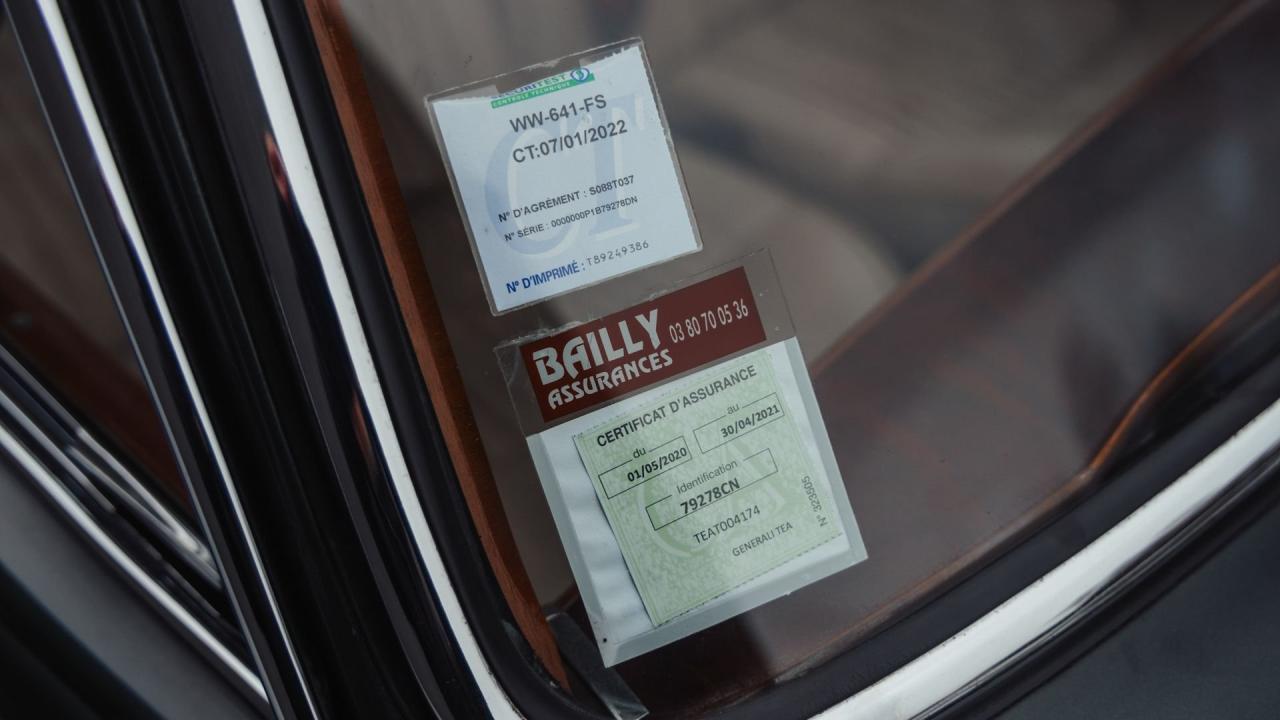 SECURITEST
CONTROLE TECHNIQUE
CT
WW-641-FS
CT:07/01/2022
N° D'AGRÉMENT : S088T037
N° SÉRIE : 0000000P1B79278DN
N° D'IMPRIMÉ : T89249386
BAILLY 03 80 70 05 36
ASSURANCES
CERTIFICAT D'ASSURANCE
du au
01/05/2020 30/04/2021
Identification
79278CN
TEAT004174
GENERALI TEA
N° 323505